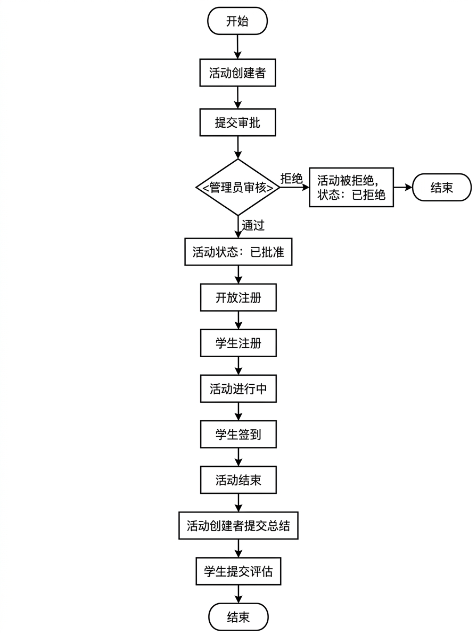 开始
活动创建者
提交审批
<管理员审核>
拒绝
活动被拒绝，
状态：已拒绝
结束
通过
活动状态：已批准
开放注册
学生注册
活动进行中
学生签到
活动结束
活动创建者提交总结
学生提交评估
结束